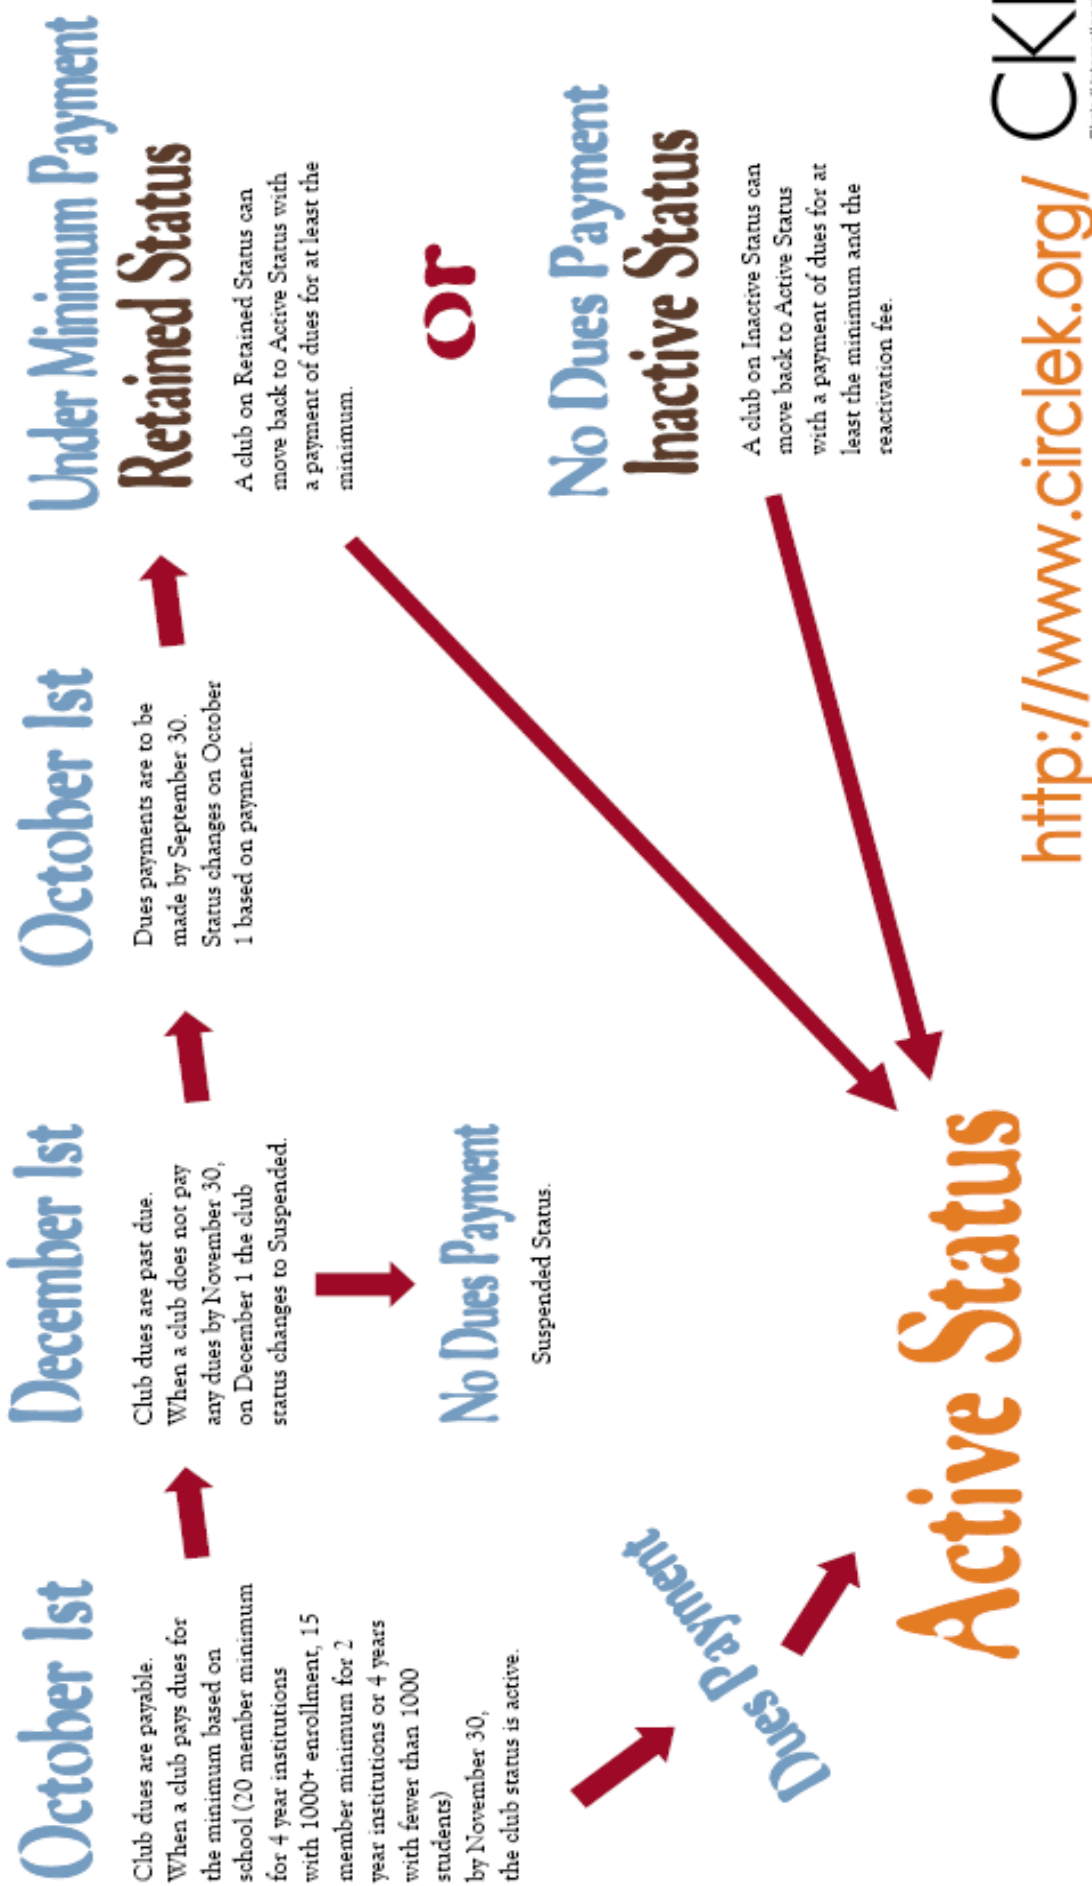 October 1st
Club dues are payable.
When a club pays dues for
the minimum based on
school (20 member minimum
for 4 year institutions
with 1000+ enrollment, 15
member minimum for 2
year institutions or 4 years
with fewer than 1000
students)
by November 30,
the club status is active.
Dues Payment
Active Status
December 1st
Club dues are past due.
When a club does not pay
any dues by November 30,
on December 1 the club
status changes to Suspended.
No Dues Payment
Suspended Status.
October 1st
Dues payments are to be
made by September 30.
Status changes on October
1 based on payment.
Under Minimum Payment
Retained Status
A club on Retained Status can
move back to Active Status with
a payment of dues for at least the
minimum.
or
No Dues Payment
Inactive Status
A club on Inactive Status can
move back to Active Status
with a payment of dues for at
least the minimum and the
reactivation fee.
http://www.circlek.org/
CKI